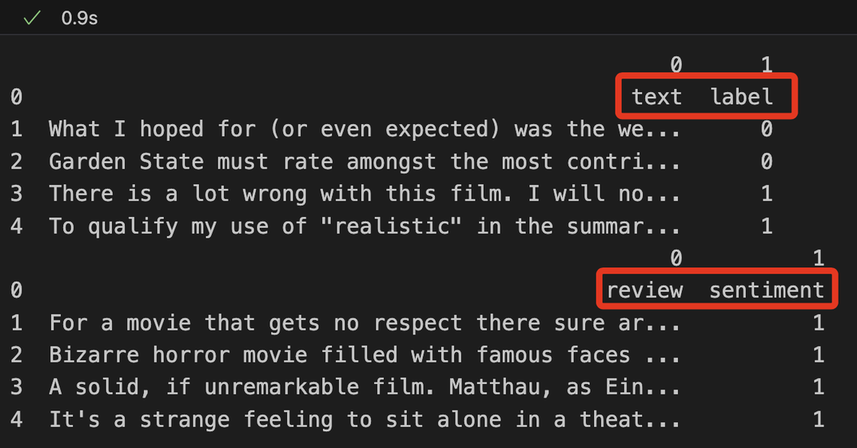 0.9s
0 1
0 text label
1 What I hoped for (or even expected) was the we... 0
2 Garden State must rate amongst the most contri... 0
3 There is a lot wrong with this film. I will no... 1
4 To qualify my use of "realistic" in the summar... 1
0 1
0 review sentiment
1 For a movie that gets no respect there sure ar... 1
2 Bizarre horror movie filled with famous faces ... 1
3 A solid, if unremarkable film. Matthau, as Ein... 1
4 It's a strange feeling to sit alone in a theat... 1